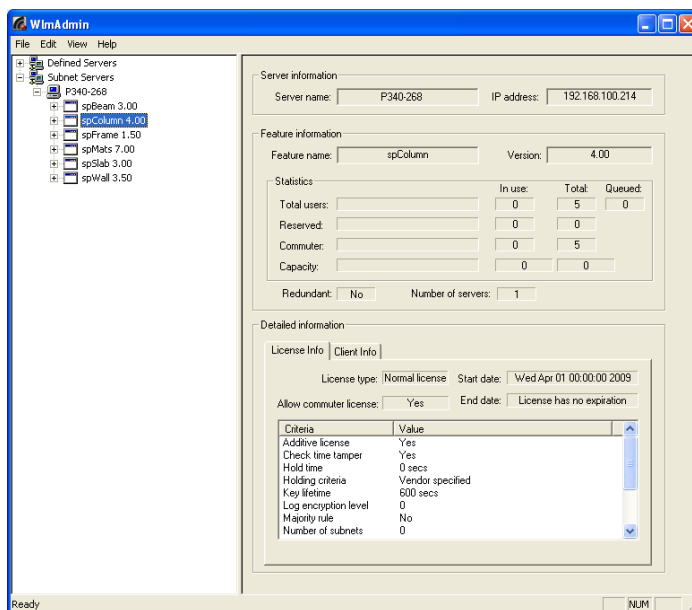 WlmAdmin
File Edit View Help
Defined Servers
Subnet Servers
P340-268
spBeam 3.00
spColumn 4.00
spFrame 1.50
spMats 7.00
spSlab 3.00
spWall 3.50
Server information
Server name: P340-268 IP address: 192.168.100.214
Feature information
Feature name: spColumn Version: 4.00
Statistics In use: Total: Queued:
Total users: 0 5 0
Reserved: 0 0
Commuter: 0 5
Capacity: 0 0
Redundant: No Number of servers: 1
Detailed information
License Info Client Info
License type: Normal license Start date: Wed Apr 01 00:00:00 2009
Allow commuter license: Yes End date: License has no expiration
Criteria Value
Additive license Yes
Check time tamper Yes
Hold time 0 secs
Holding criteria Vendor specified
Key lifetime 600 secs
Log encryption level 0
Majority rule No
Number of subnets 0
Ready NUM